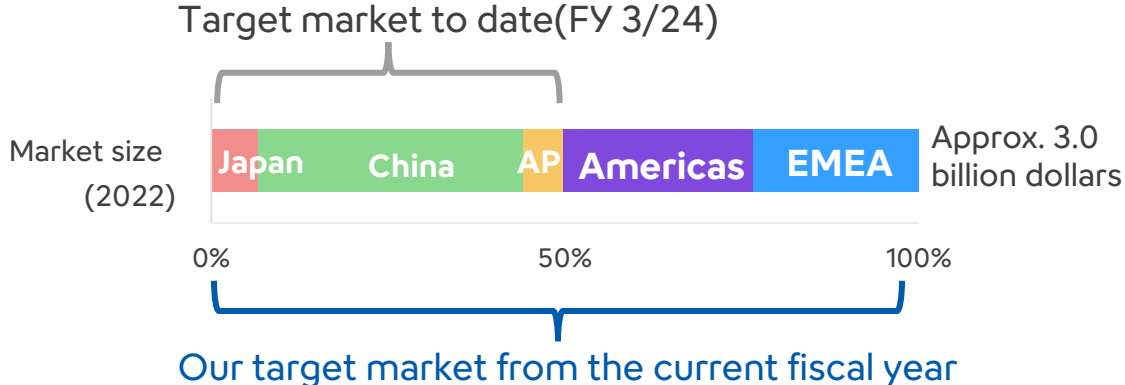 Target market to date(FY 3/24)
Market size
(2022)
Japan
China
AP
Americas
EMEA
Approx. 3.0
billion dollars
0%
50%
100%
Our target market from the current fiscal year